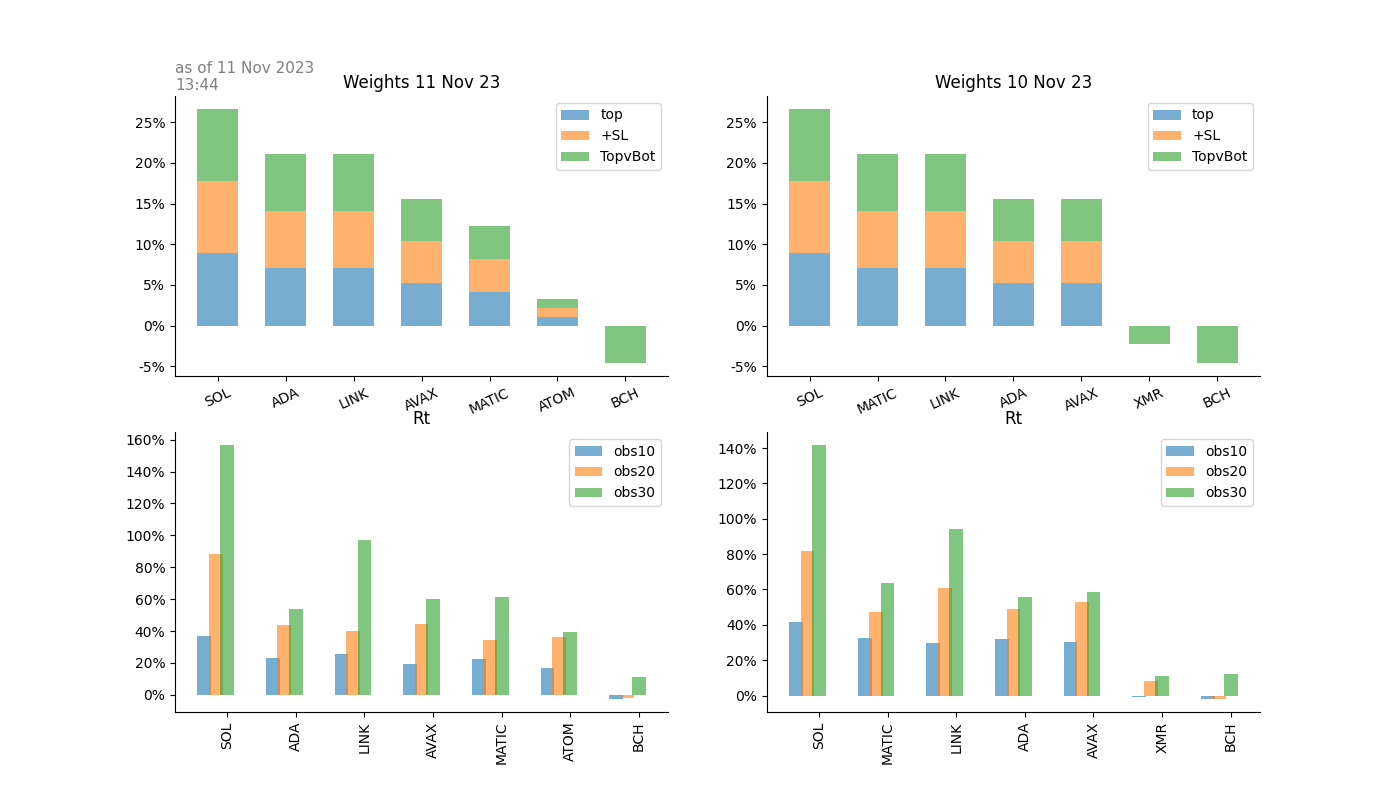 as of 11 Nov 2023
13:44
Weights 11 Nov 23
25%
20%
15%
10%
5%
0%
-5%
top
+SL
TopvBot
SOL
ADA
LINK
AVAX
MATIC
ATOM
BCH
Weights 10 Nov 23
25%
20%
15%
10%
5%
0%
-5%
top
+SL
TopvBot
SOL
MATIC
LINK
ADA
AVAX
XMR
BCH
Rt
160%
140%
120%
100%
80%
60%
40%
20%
0%
obs10
obs20
obs30
SOL
ADA
LINK
AVAX
MATIC
ATOM
BCH
Rt
140%
120%
100%
80%
60%
40%
20%
0%
obs10
obs20
obs30
SOL
MATIC
LINK
ADA
AVAX
XMR
BCH